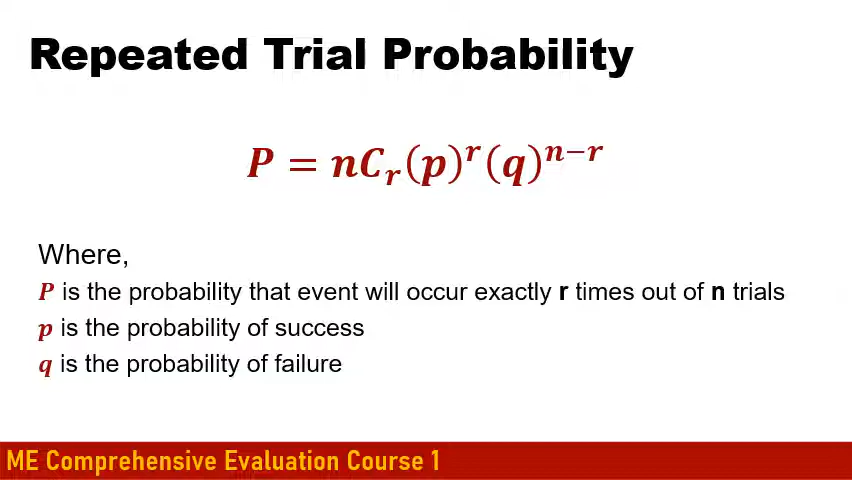 Repeated Trial Probability
P = nCᵣ(p)ʳ(q)ⁿ⁻ʳ
Where,
P is the probability that event will occur exactly r times out of n trials
p is the probability of success
q is the probability of failure
ME Comprehensive Evaluation Course 1